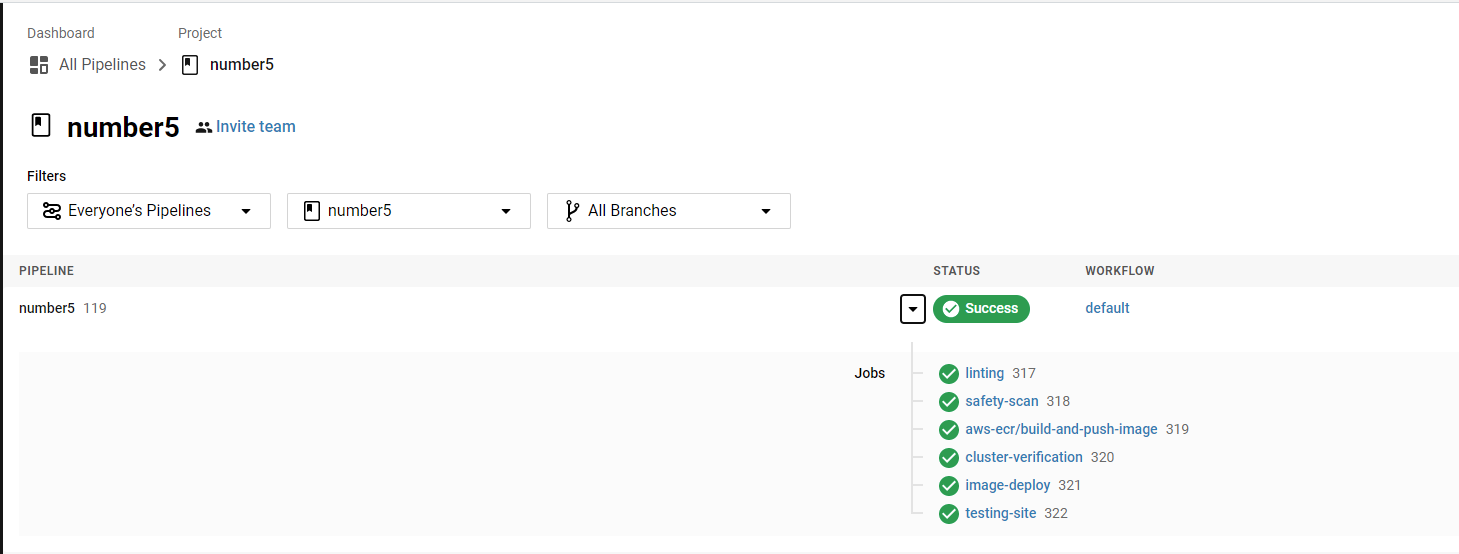 Dashboard Project
All Pipelines number5
number5 Invite team
Filters
Everyone's Pipelines number5 All Branches
PIPELINE STATUS WORKFLOW
number5 119 Success default
Jobs linting 317
safety-scan 318
aws-ecr/build-and-push-image 319
cluster-verification 320
image-deploy 321
testing-site 322